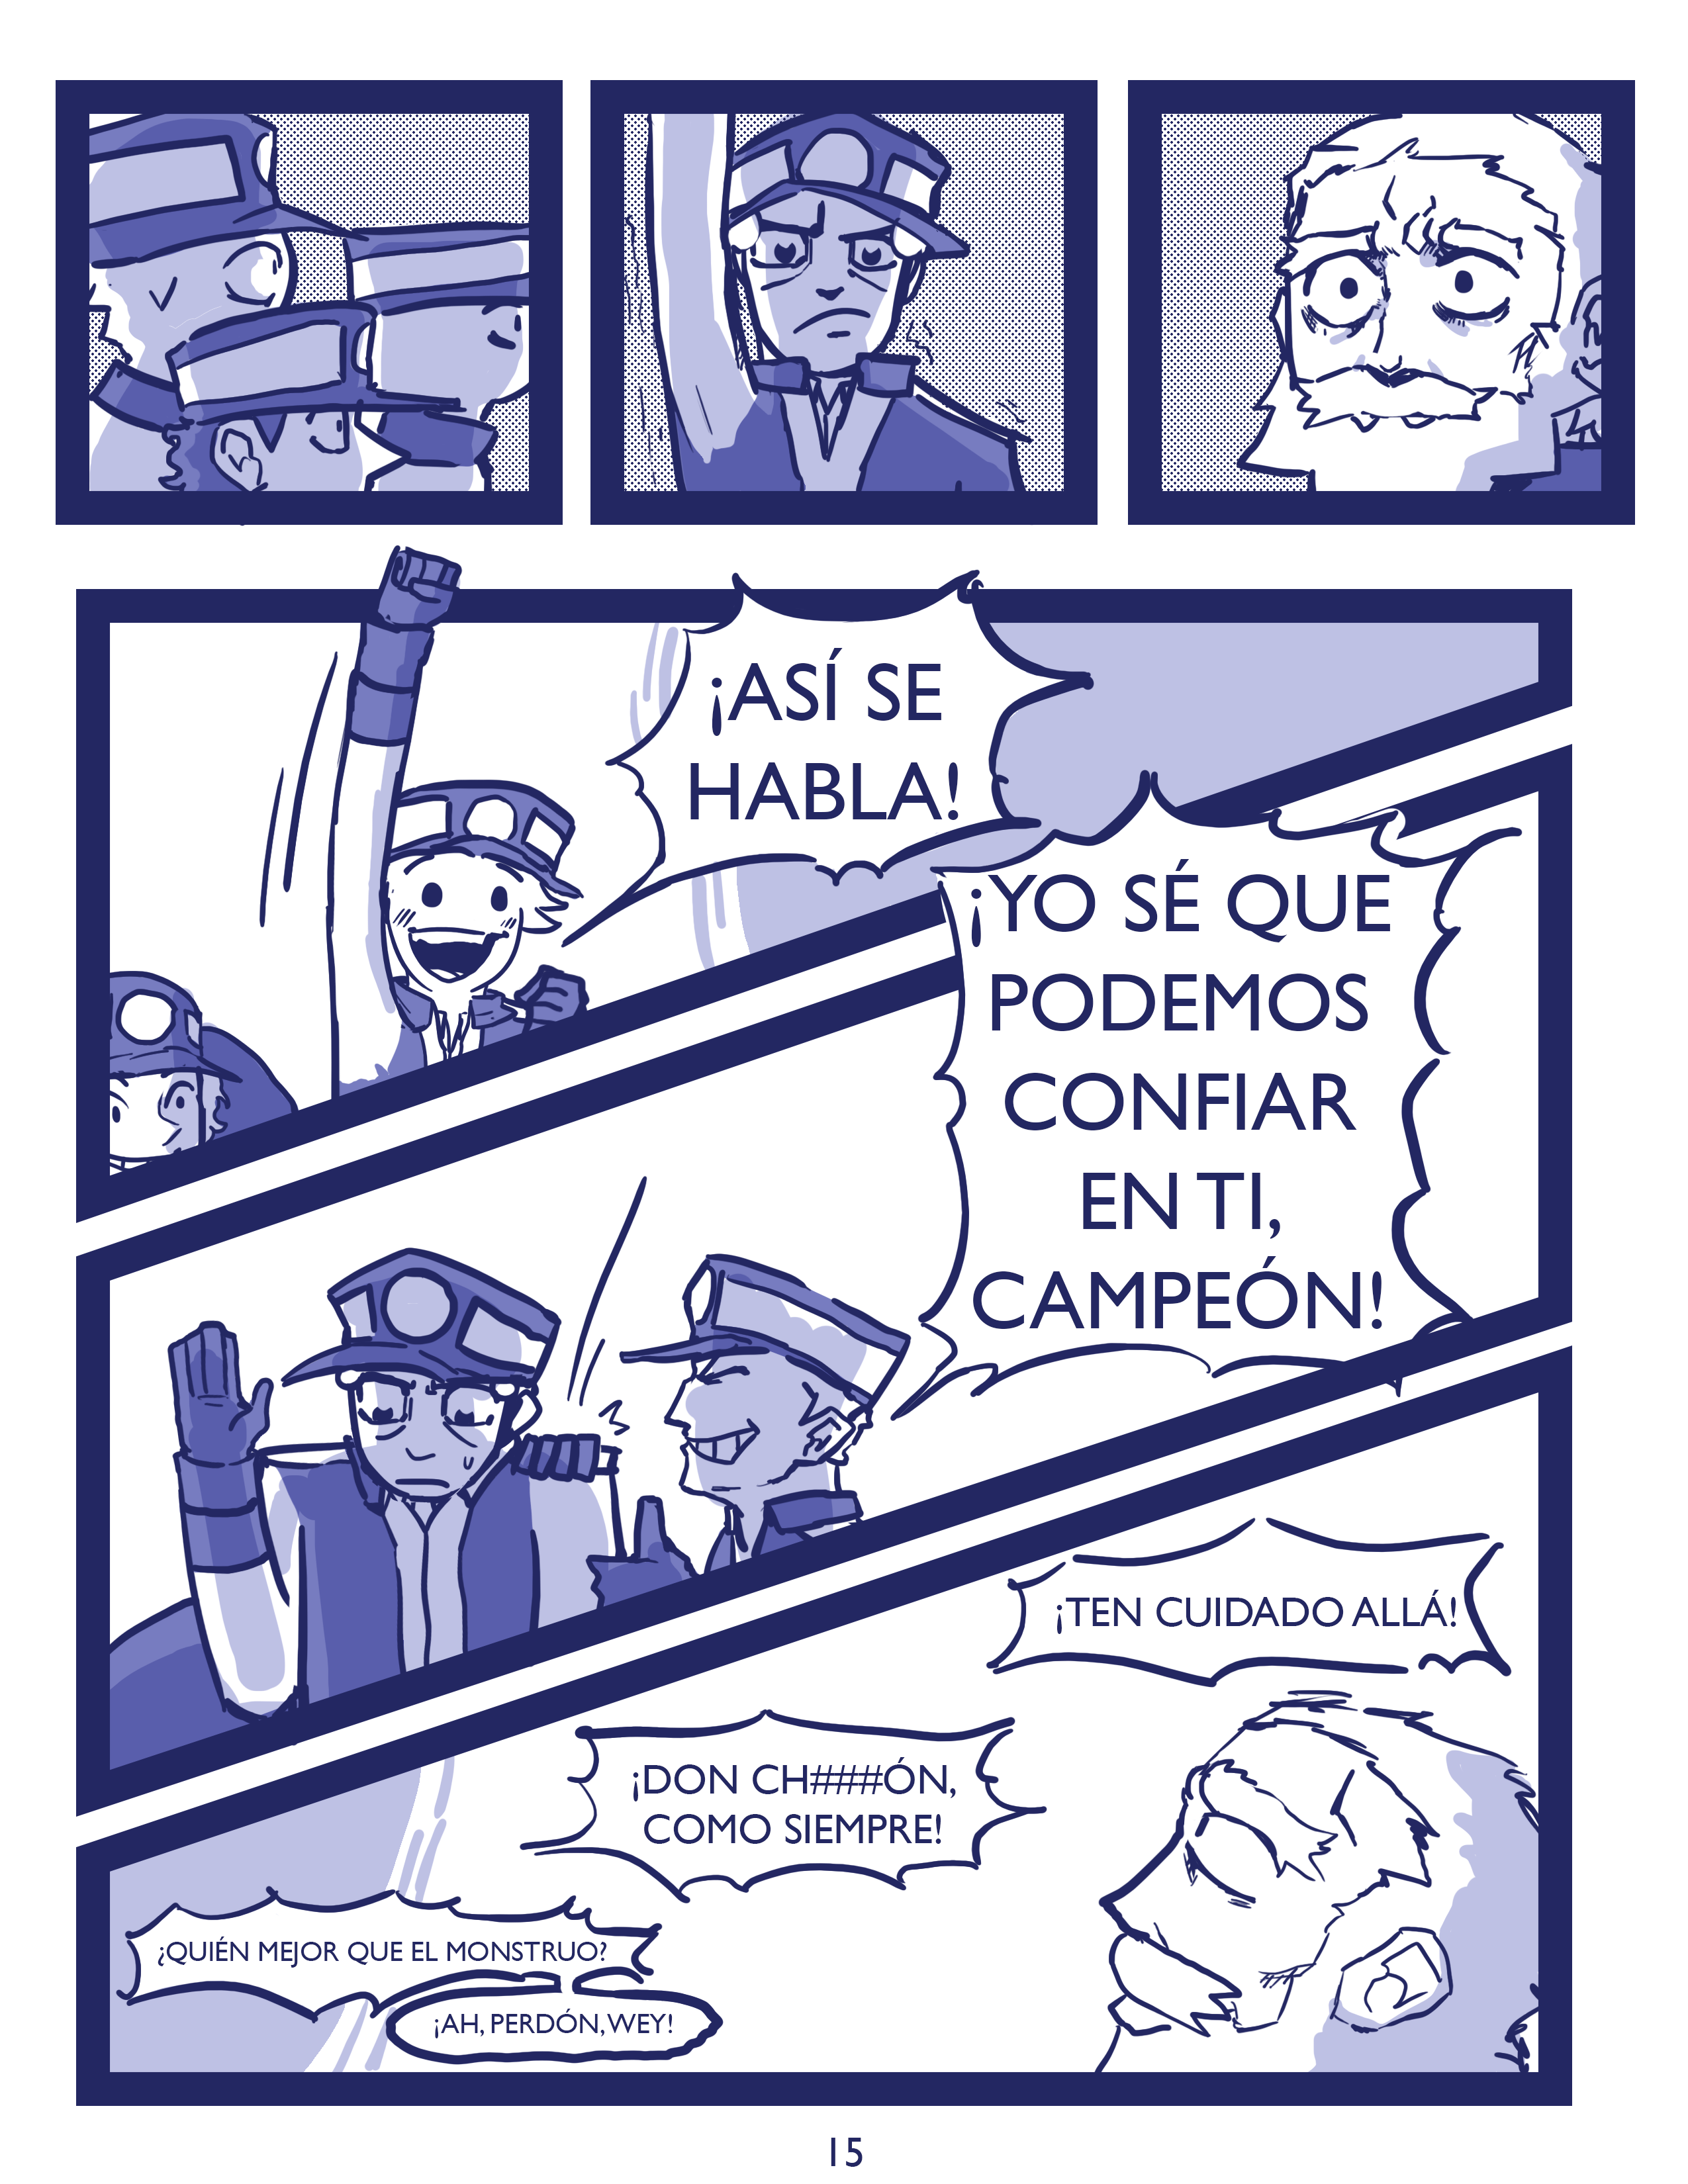 ¡ASÍ SE
HABLA!
¡YO SÉ QUE
PODEMOS
CONFIAR
EN TI,
CAMPEÓN!
¡TEN CUIDADO ALLÁ!
¡DON CH###ÓN,
COMO SIEMPRE!
¿QUIÉN MEJOR QUE EL MONSTRUO?
¡AH, PERDÓN, WEY!
15